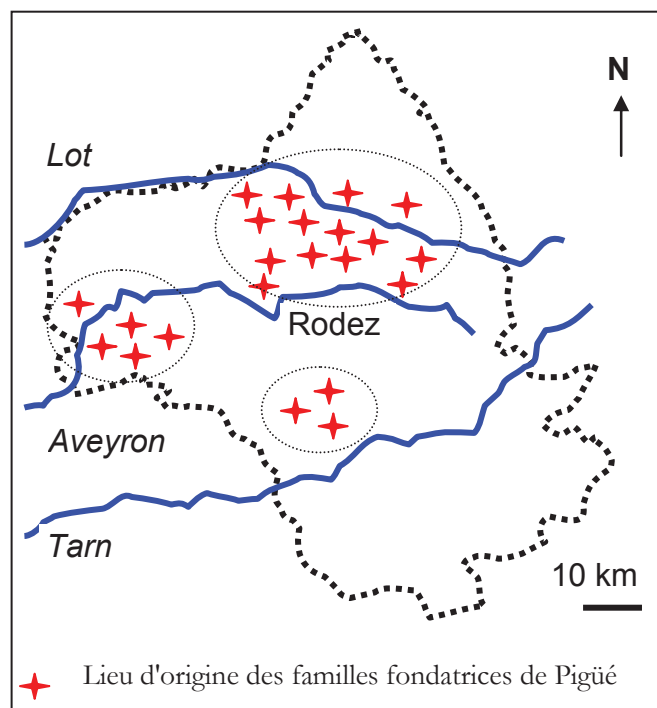 N
Lot
Rodez
Aveyron
Tarn
10 km
Lieu d'origine des familles fondatrices de Pigüé